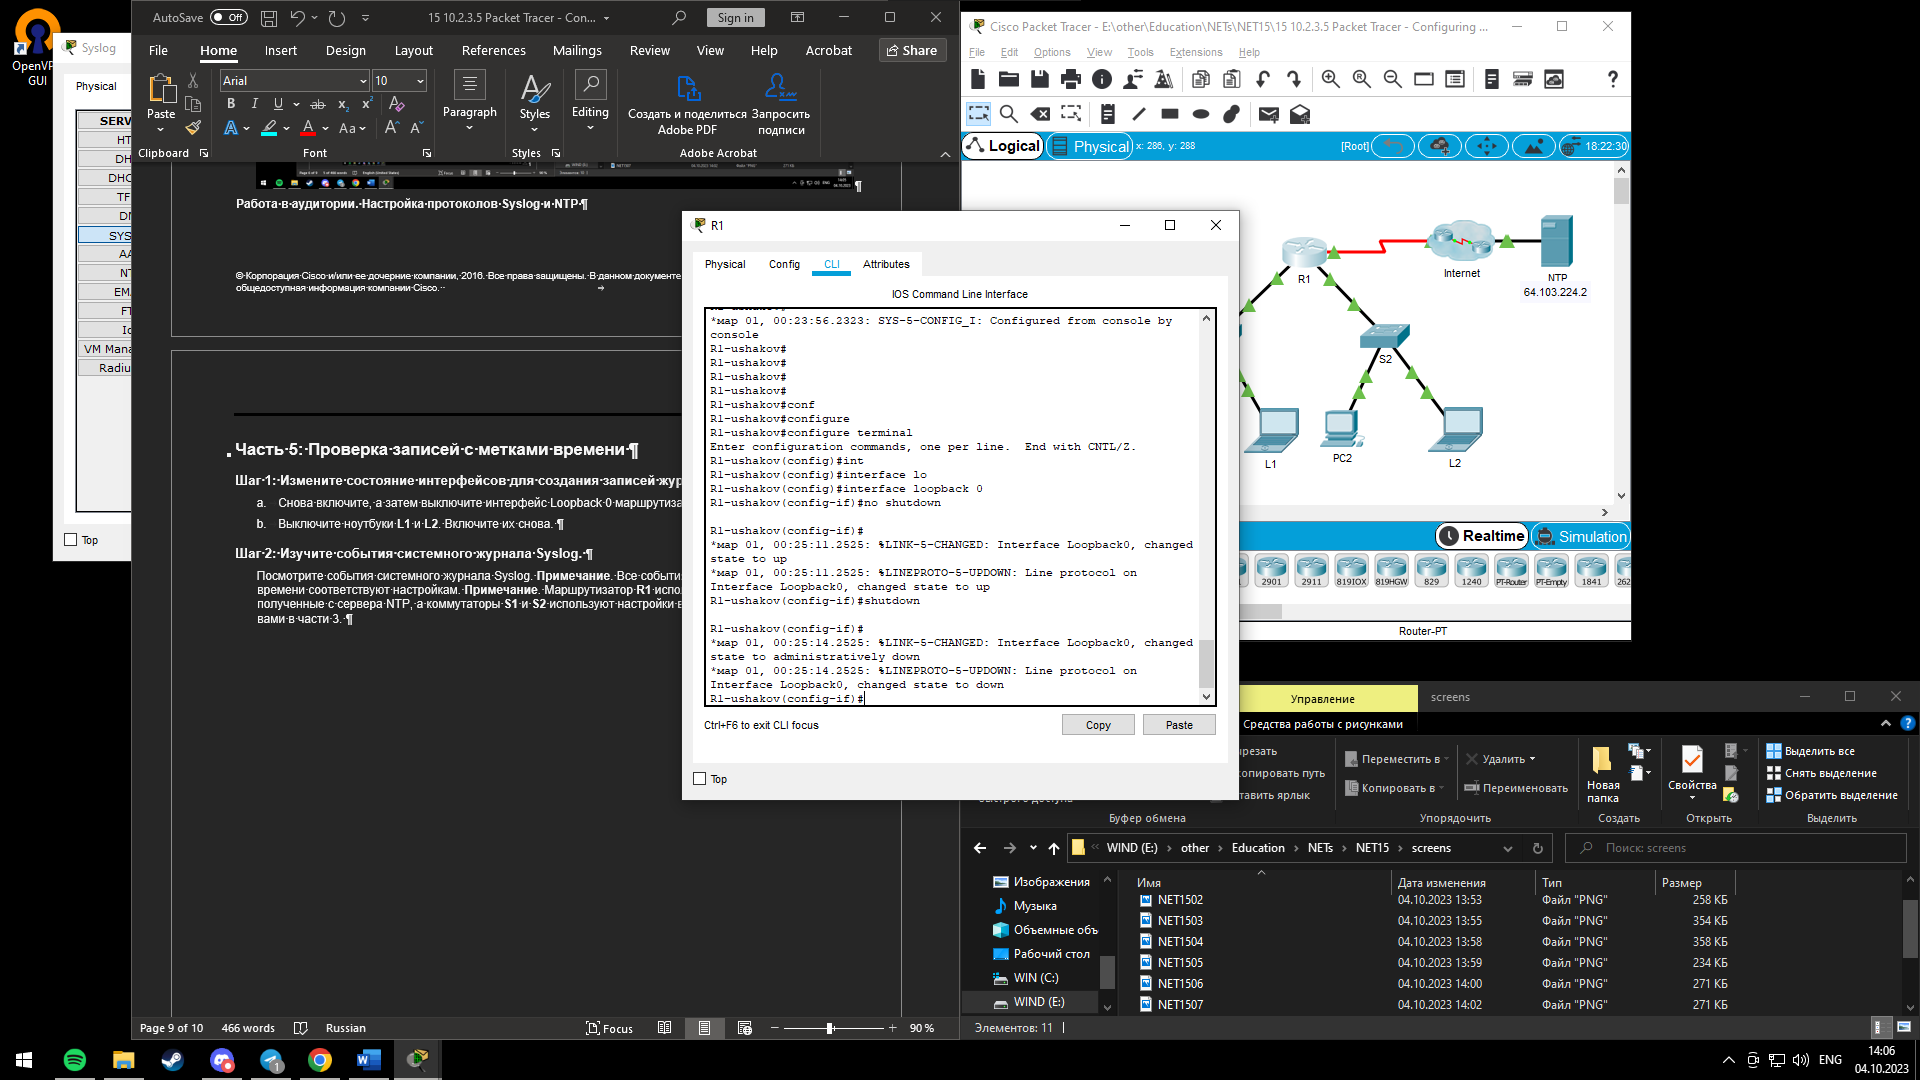 OpenVP
GUI
Syslog
Physical
SERV
HT
DH
DHC
TF
DN
SYS
AA
NT
EM
FT
Io
VM Mana
Radiu
Top
AutoSave Off
15 10.2.3.5 Packet Tracer - Con...
Sign in
File Home Insert Design Layout References Mailings Review View Help Acrobat
Share
Paste
Arial 10
Paragraph
Styles
Editing
Создать и поделиться Adobe PDF
Запросить подписи
Clipboard Font Styles Adobe Acrobat
Работа·в·аудитории.·Настройка·протоколов·Syslog·и·NTP·¶
©·Корпорация·Cisco·и/или·ее·дочерние·компании,·2016.·Все·права·защищены.·В·данном·документе
общедоступная·информация·компании·Cisco.··
Часть·5:·Проверка·записей·с·метками·времени·¶
Шаг·1:·Измените·состояние·интерфейсов·для·создания·записей·жур
a. Снова·включите,·а·затем·выключите·интерфейс·Loopback·0·маршрутиза
b. Выключите·ноутбуки·L1·и·L2.·Включите·их·снова.·¶
Шаг·2:·Изучите·события·системного·журнала·Syslog.·¶
Посмотрите·события·системного·журнала·Syslog.·Примечание.·Все·событи
времени·соответствуют·настройкам.·Примечание.·Маршрутизатор·R1·испо
полученные·с·сервера·NTP,·а·коммутаторы·S1·и·S2·используют·настройки·в
вами·в·части·3.·¶
Page 9 of 10 466 words Russian Focus 90 %
R1
Physical Config CLI Attributes
IOS Command Line Interface
*мар 01, 00:23:56.2323: SYS-5-CONFIG_I: Configured from console by
console
R1-ushakov#
R1-ushakov#
R1-ushakov#
R1-ushakov#
R1-ushakov#conf
R1-ushakov#configure
R1-ushakov#configure terminal
Enter configuration commands, one per line.  End with CNTL/Z.
R1-ushakov(config)#int
R1-ushakov(config)#interface lo
R1-ushakov(config)#interface loopback 0
R1-ushakov(config-if)#no shutdown
R1-ushakov(config-if)#
*мар 01, 00:25:11.2525: %LINK-5-CHANGED: Interface Loopback0, changed
state to up
*мар 01, 00:25:11.2525: %LINEPROTO-5-UPDOWN: Line protocol on
Interface Loopback0, changed state to up
R1-ushakov(config-if)#shutdown
R1-ushakov(config-if)#
*мар 01, 00:25:14.2525: %LINK-5-CHANGED: Interface Loopback0, changed
state to administratively down
*мар 01, 00:25:14.2525: %LINEPROTO-5-UPDOWN: Line protocol on
Interface Loopback0, changed state to down
R1-ushakov(config-if)#
Ctrl+F6 to exit CLI focus
Copy Paste
Top
Cisco Packet Tracer - E:\other\Education\NETs\NET15\15 10.2.3.5 Packet Tracer - Configuring ...
File Edit Options View Tools Extensions Help
Logical Physical x: 286, y: 288 [Root] 18:22:30
R1
Internet
NTP
64.103.224.2
S2
L1
PC2
L2
Realtime Simulation
2901 2911 819IOX 819HGW 829 1240 PT-Router PT-Empty 1841 262
Router-PT
Управление screens
Средства работы с рисунками
ырезать
копировать путь
тавить ярлык
Переместить в
Копировать в
Удалить
Переименовать
Новая папка
Свойства
Выделить все
Снять выделение
Обратить выделение
Буфер обмена Упорядочить Создать Открыть Выделить
WIND (E:) other Education NETs NET15 screens
Поиск: screens
Изображения
Музыка
Объемные объ
Рабочий стол
WIN (C:)
WIND (E:)
Имя Дата изменения Тип Размер
NET1502 04.10.2023 13:53 Файл "PNG" 258 КБ
NET1503 04.10.2023 13:55 Файл "PNG" 354 КБ
NET1504 04.10.2023 13:58 Файл "PNG" 358 КБ
NET1505 04.10.2023 13:59 Файл "PNG" 234 КБ
NET1506 04.10.2023 14:00 Файл "PNG" 271 КБ
NET1507 04.10.2023 14:02 Файл "PNG" 271 КБ
Элементов: 11
ENG
14:06
04.10.2023